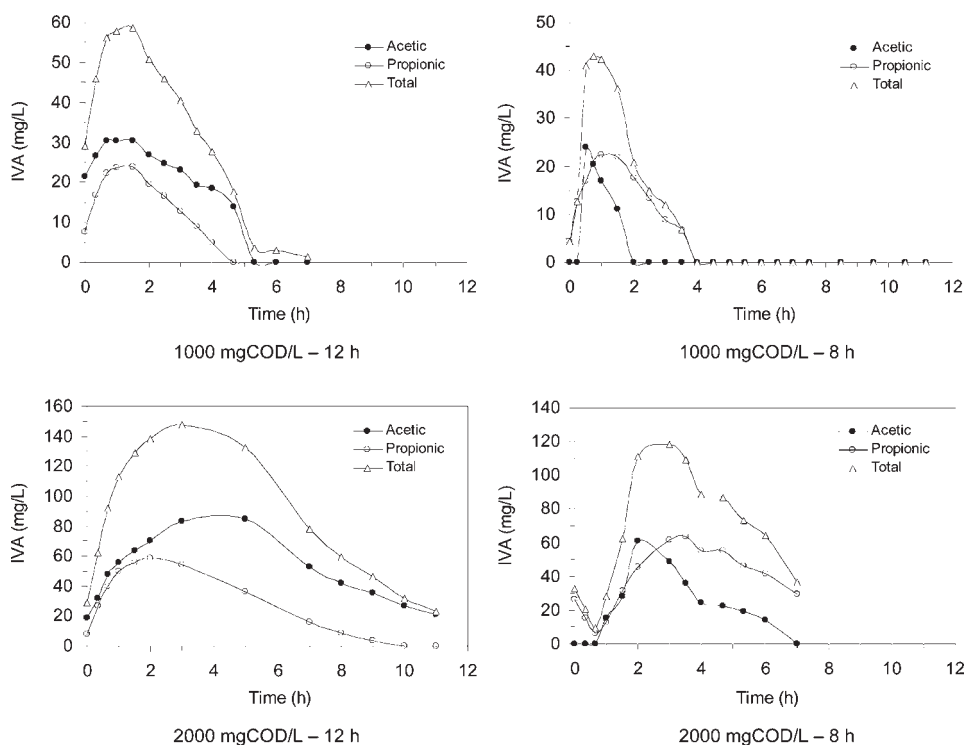 60
50
40
30
20
10
0
IVA (mg/L)
Acetic
Propionic
Total
0 2 4 6 8 10 12
Time (h)
1000 mgCOD/L – 12 h
50
40
30
20
10
0
IVA (mg/L)
Acetic
Propionic
Total
0 2 4 6 8 10 12
Time (h)
1000 mgCOD/L – 8 h
160
140
120
100
80
60
40
20
0
IVA (mg/L)
Acetic
Propionic
Total
0 2 4 6 8 10 12
Time (h)
2000 mgCOD/L – 12 h
140
120
100
80
60
40
20
0
IVA (mg/L)
Acetic
Propionic
Total
0 2 4 6 8 10 12
Time (h)
2000 mgCOD/L – 8 h